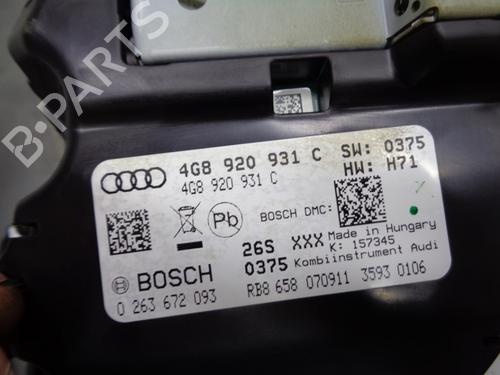 B-PARTS
4G8 920 931 C SW: 0375
4G8 920 931 C HW: H71
Pb BOSCH DMC:
26S XXX Made in Hungary
K: 157345
BOSCH 0375 Kombiinstrument Audi
0 263 672 093 RB8 658 070911 3593 0106